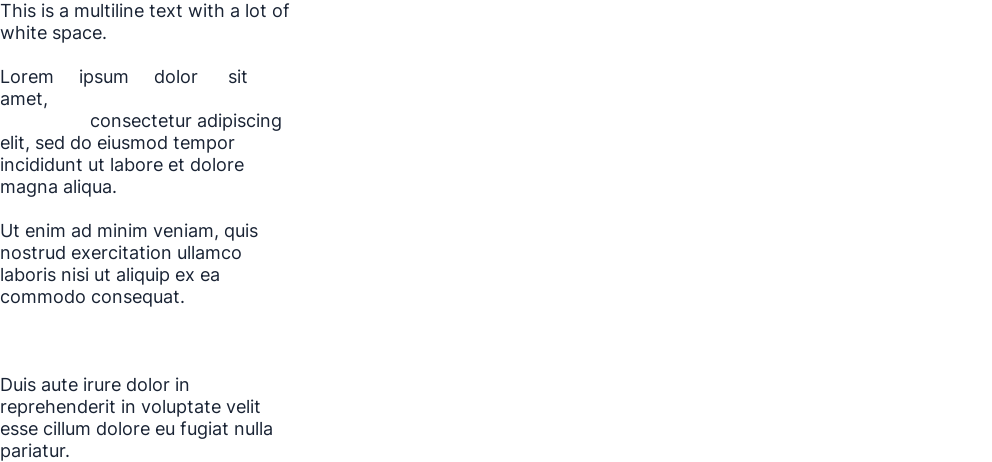 This is a multiline text with a lot of
white space.

Lorem     ipsum     dolor      sit
amet,
                  consectetur adipiscing
elit, sed do eiusmod tempor
incididunt ut labore et dolore
magna aliqua.

Ut enim ad minim veniam, quis
nostrud exercitation ullamco
laboris nisi ut aliquip ex ea
commodo consequat.



Duis aute irure dolor in
reprehenderit in voluptate velit
esse cillum dolore eu fugiat nulla
pariatur.